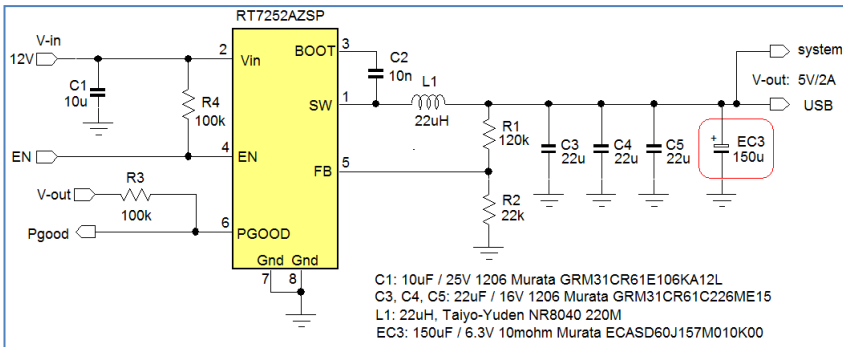 RT7252AZSP
V-in
12V
C1
10u
R4
100k
EN
V-out
R3
100k
Pgood
2
Vin
4
EN
6
PGOOD
Gnd Gnd
7 8
BOOT
3
SW
1
FB
5
C2
10n
L1
22uH
R1
120k
R2
22k
C3
22u
C4
22u
C5
22u
+
EC3
150u
system
V-out: 5V/2A
USB
C1: 10uF / 25V 1206 Murata GRM31CR61E106KA12L
C3, C4, C5: 22uF / 16V 1206 Murata GRM31CR61C226ME15
L1: 22uH, Taiyo-Yuden NR8040 220M
EC3: 150uF / 6.3V 10mohm Murata ECASD60J157M010K00